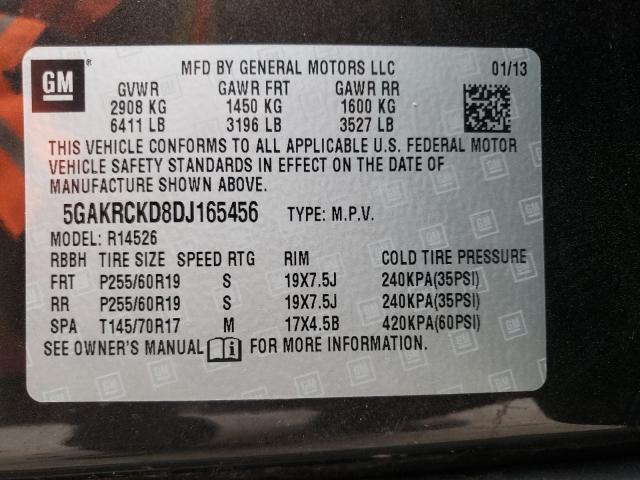 GM ®
MFD BY GENERAL MOTORS LLC 01/13
GVWR GAWR FRT GAWR RR
2908 KG 1450 KG 1600 KG
6411 LB 3196 LB 3527 LB
THIS VEHICLE CONFORMS TO ALL APPLICABLE U.S. FEDERAL MOTOR
VEHICLE SAFETY STANDARDS IN EFFECT ON THE DATE OF
MANUFACTURE SHOWN ABOVE.
5GAKRCKD8DJ165456 TYPE: M.P.V.
MODEL: R14526
RBBH TIRE SIZE SPEED RTG RIM COLD TIRE PRESSURE
FRT P255/60R19 S 19X7.5J 240KPA(35PSI)
RR P255/60R19 S 19X7.5J 240KPA(35PSI)
SPA T145/70R17 M 17X4.5B 420KPA(60PSI)
SEE OWNER'S MANUAL i FOR MORE INFORMATION.